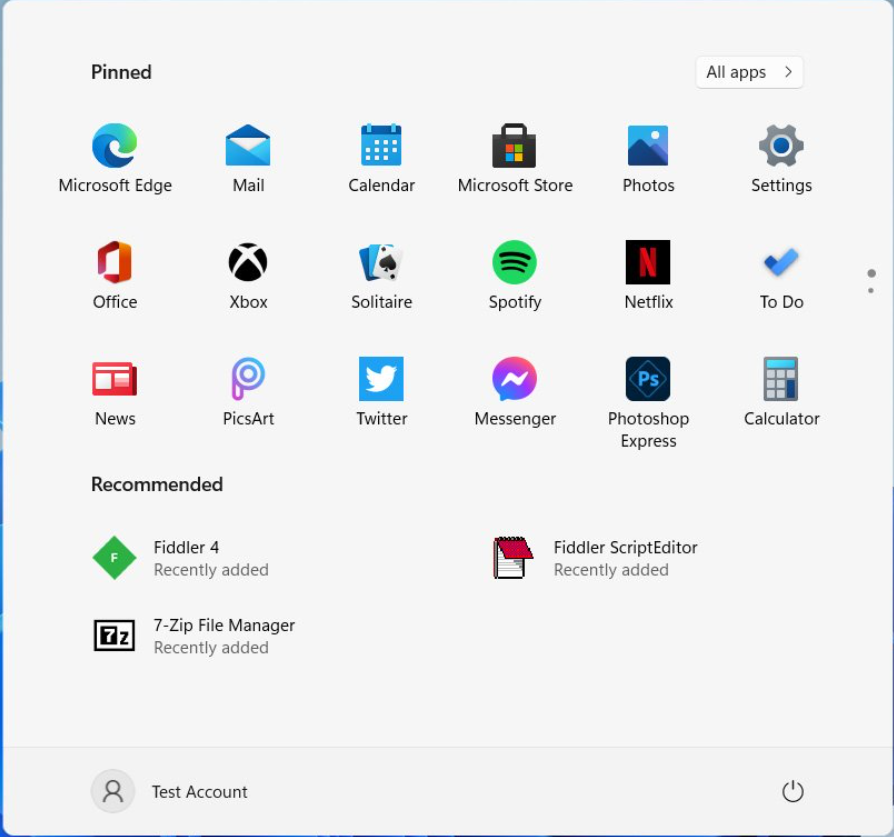 Pinned
All apps
Microsoft Edge
Mail
Calendar
Microsoft Store
Photos
Settings
Office
Xbox
Solitaire
Spotify
Netflix
To Do
News
PicsArt
Twitter
Messenger
Ps
Photoshop
Express
Calculator
Recommended
F
Fiddler 4
Recently added
Fiddler ScriptEditor
Recently added
7z
7-Zip File Manager
Recently added
Test Account